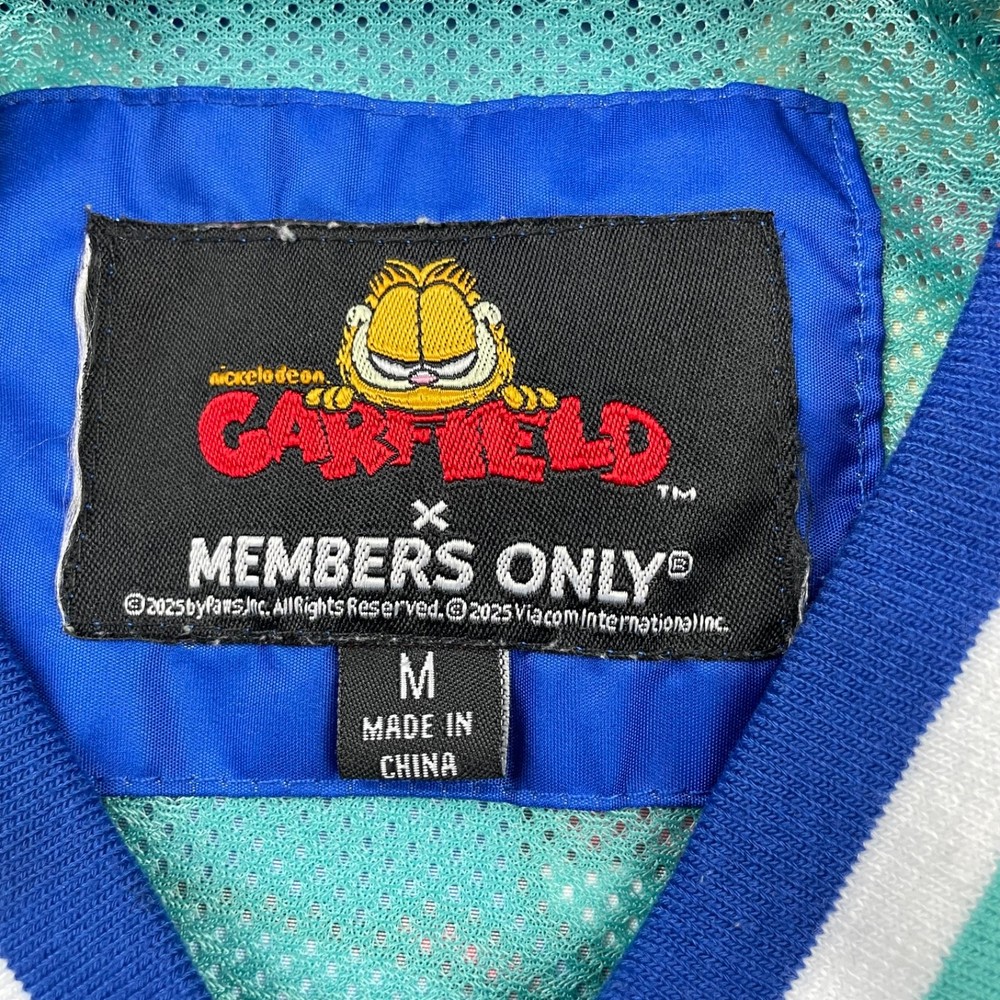 nickelodeon
GARFIELD
TM
×
MEMBERS ONLY®
© 2025 by Paws, Inc. All Rights Reserved. © 2025 Viacom International Inc.
M
MADE IN
CHINA